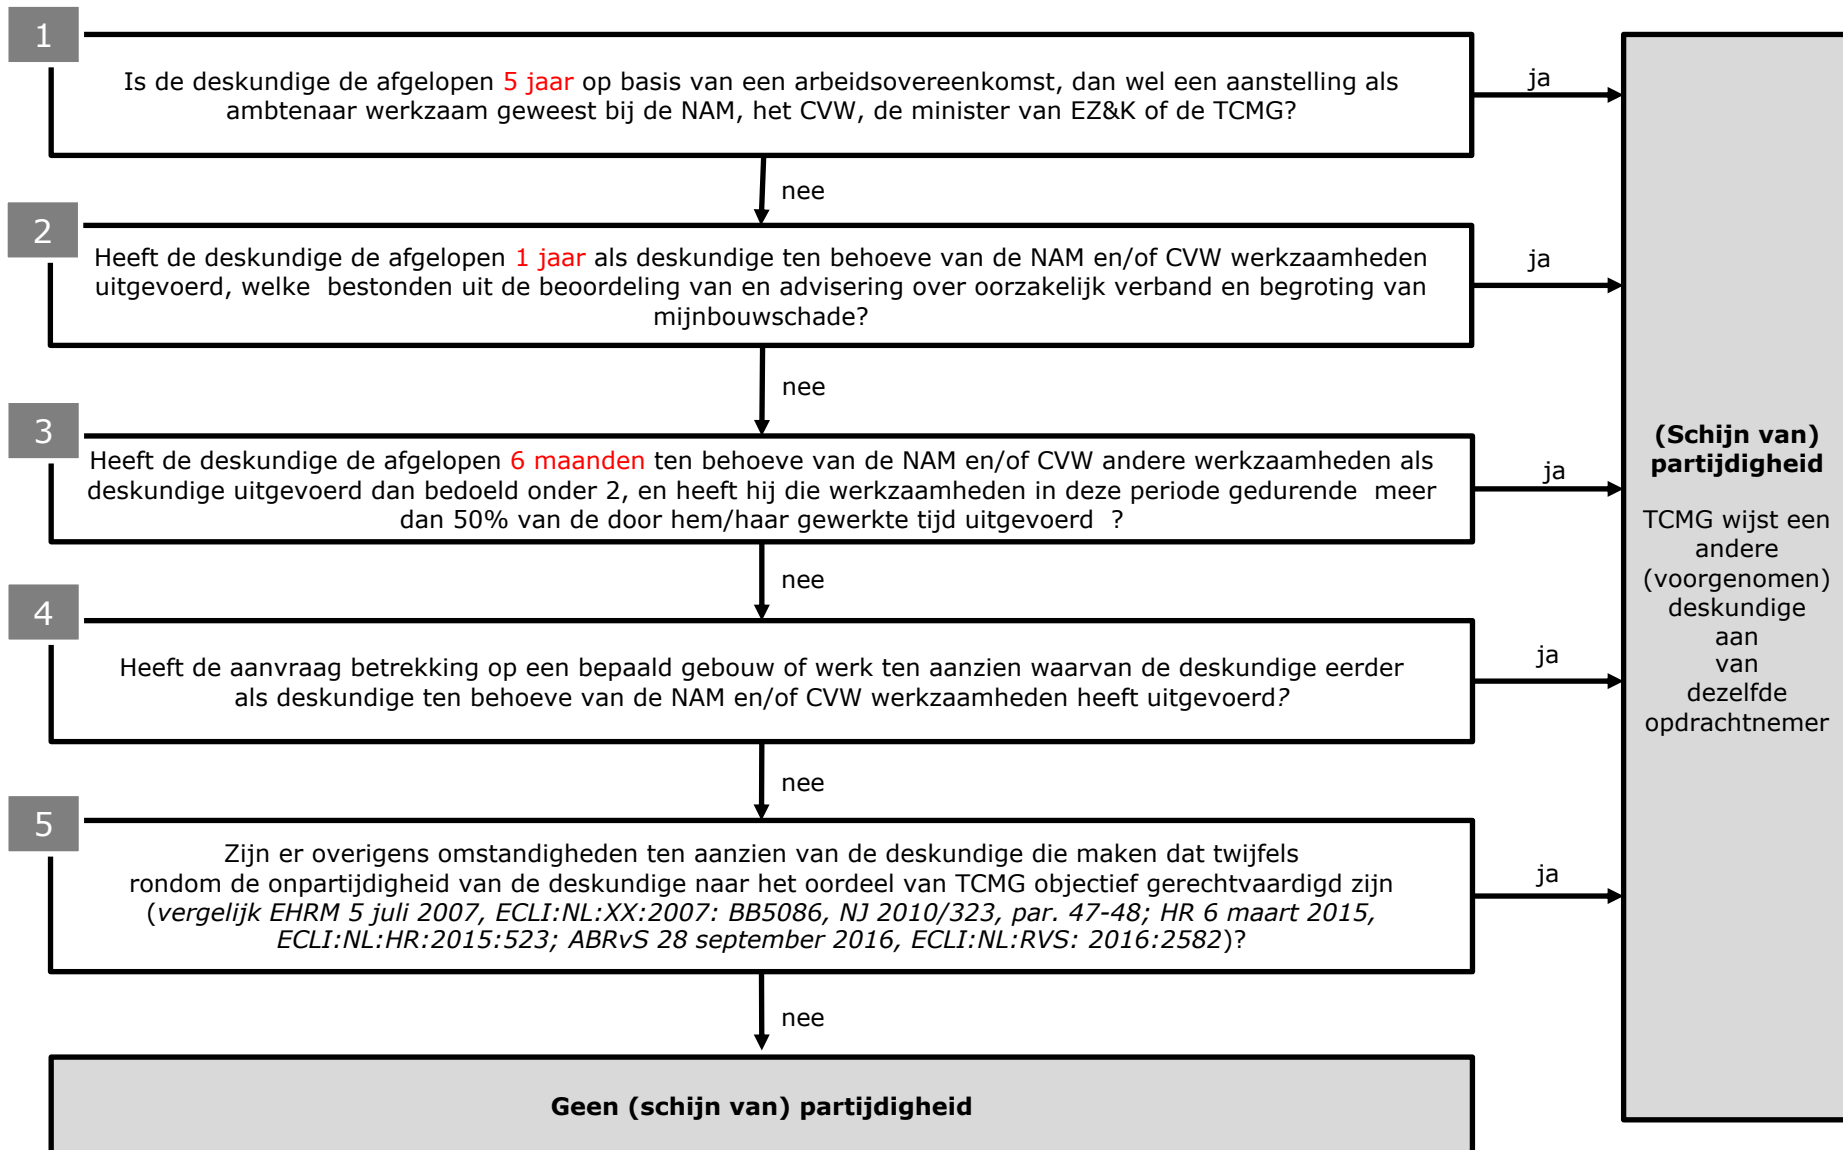 1
Is de deskundige de afgelopen 5 jaar op basis van een arbeidsovereenkomst, dan wel een aanstelling als
ambtenaar werkzaam geweest bij de NAM, het CVW, de minister van EZ&K of de TCMG?
ja
nee
2
Heeft de deskundige de afgelopen 1 jaar als deskundige ten behoeve van de NAM en/of CVW werkzaamheden
uitgevoerd, welke bestonden uit de beoordeling van en advisering over oorzakelijk verband en begroting van
mijnbouwschade?
ja
nee
3
Heeft de deskundige de afgelopen 6 maanden ten behoeve van de NAM en/of CVW andere werkzaamheden als
deskundige uitgevoerd dan bedoeld onder 2, en heeft hij die werkzaamheden in deze periode gedurende meer
dan 50% van de door hem/haar gewerkte tijd uitgevoerd ?
ja
nee
4
Heeft de aanvraag betrekking op een bepaald gebouw of werk ten aanzien waarvan de deskundige eerder
als deskundige ten behoeve van de NAM en/of CVW werkzaamheden heeft uitgevoerd?
ja
nee
5
Zijn er overigens omstandigheden ten aanzien van de deskundige die maken dat twijfels
rondom de onpartijdigheid van de deskundige naar het oordeel van TCMG objectief gerechtvaardigd zijn
(vergelijk EHRM 5 juli 2007, ECLI:NL:XX:2007: BB5086, NJ 2010/323, par. 47-48; HR 6 maart 2015,
ECLI:NL:HR:2015:523; ABRvS 28 september 2016, ECLI:NL:RVS: 2016:2582)?
ja
nee
Geen (schijn van) partijdigheid
(Schijn van)
partijdigheid
TCMG wijst een
andere
(voorgenomen)
deskundige
aan
van
dezelfde
opdrachtnemer